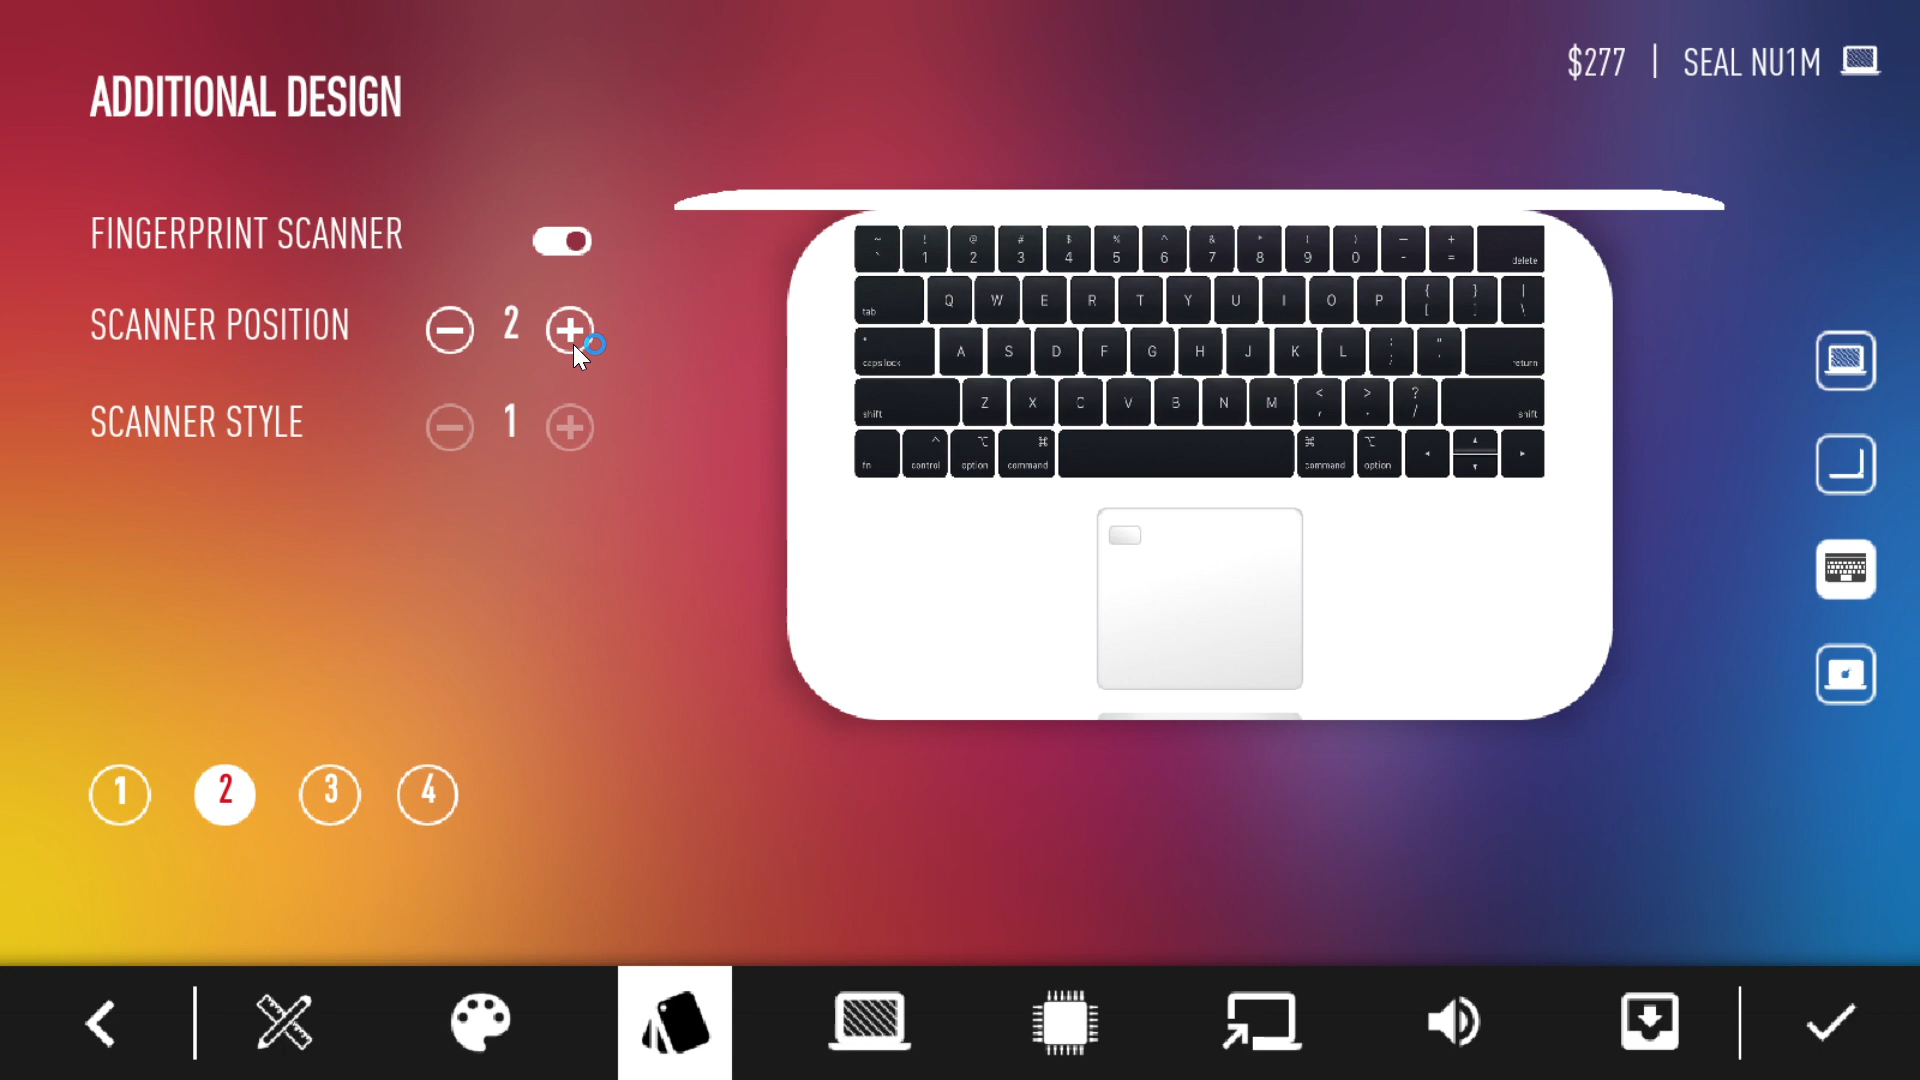 $277 | SEAL NU1M
ADDITIONAL DESIGN
FINGERPRINT SCANNER
SCANNER POSITION 2
SCANNER STYLE 1
~ ! @ # $ % ^ & * ( ) — +
` 1 2 3 4 5 6 7 8 9 0 - = delete
tab Q W E R T Y U I O P { [ } ] | \
caps lock A S D F G H J K L : ; " ' return
shift Z X C V B N M < , > . ? / shift
fn control option command command option
1 2 3 4